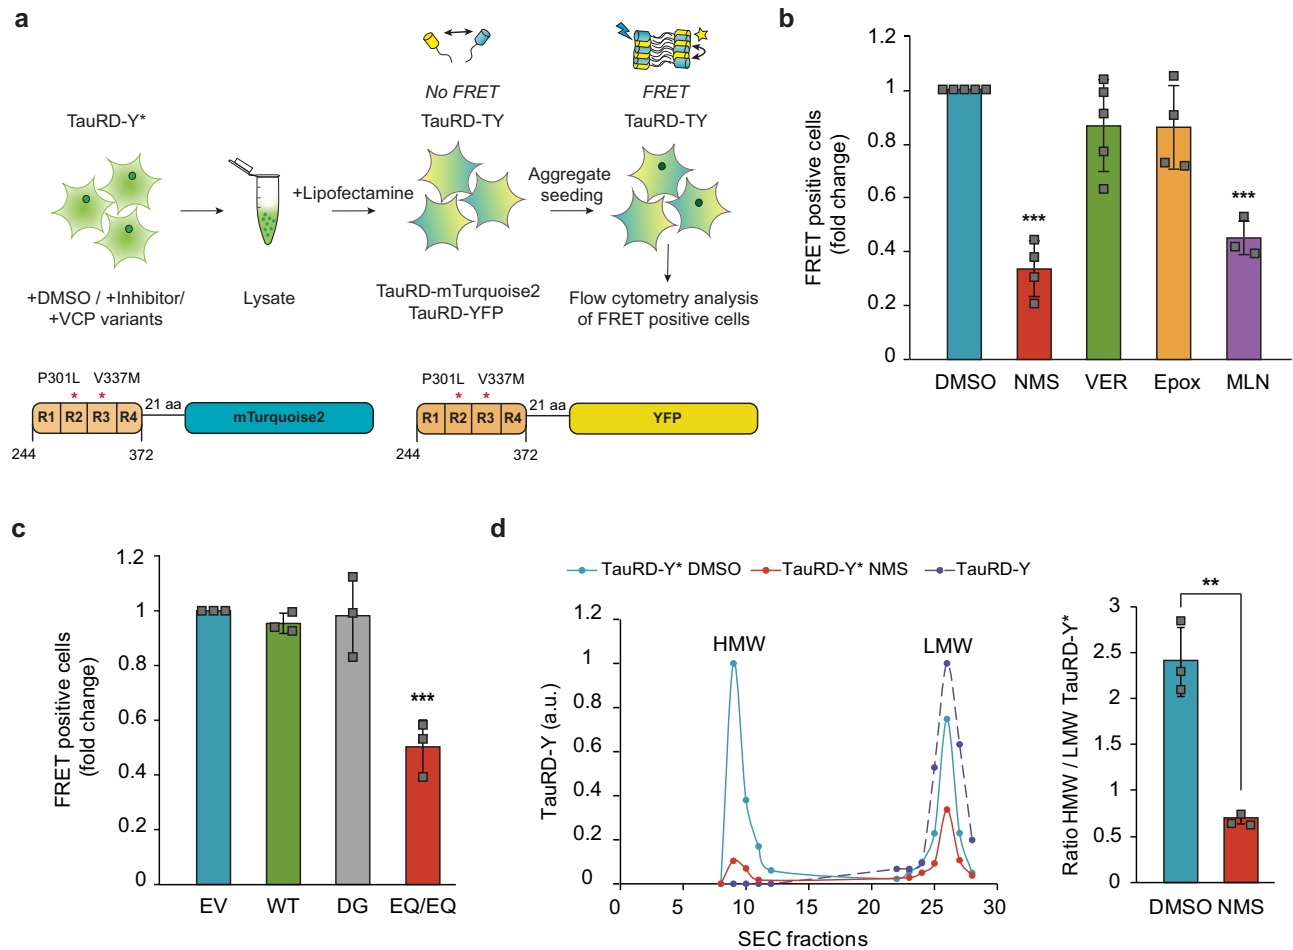 a
No FRET
FRET
TauRD-Y*
TauRD-TY
TauRD-TY
+Lipofectamine
Aggregate
seeding
+DMSO / +Inhibitor/
+VCP variants
Lysate
TauRD-mTurquoise2
TauRD-YFP
Flow cytometry analysis
of FRET positive cells
P301L V337M
* *
R1 R2 R3 R4 21 aa mTurquoise2
244 372
P301L V337M
* *
R1 R2 R3 R4 21 aa YFP
244 372
b
FRET positive cells
(fold change)
1.2
1
0.8
0.6
0.4
0.2
0
***
***
DMSO NMS VER Epox MLN
c
FRET positive cells
(fold change)
1.2
1
0.8
0.6
0.4
0.2
0
***
EV WT DG EQ/EQ
d
TauRD-Y* DMSO TauRD-Y* NMS TauRD-Y
TauRD-Y (a.u.)
1.2
1
0.8
0.6
0.4
0.2
0
HMW LMW
0 5 10 15 20 25 30
SEC fractions
Ratio HMW / LMW TauRD-Y*
3
2.5
2
1.5
1
0.5
0
**
DMSO NMS